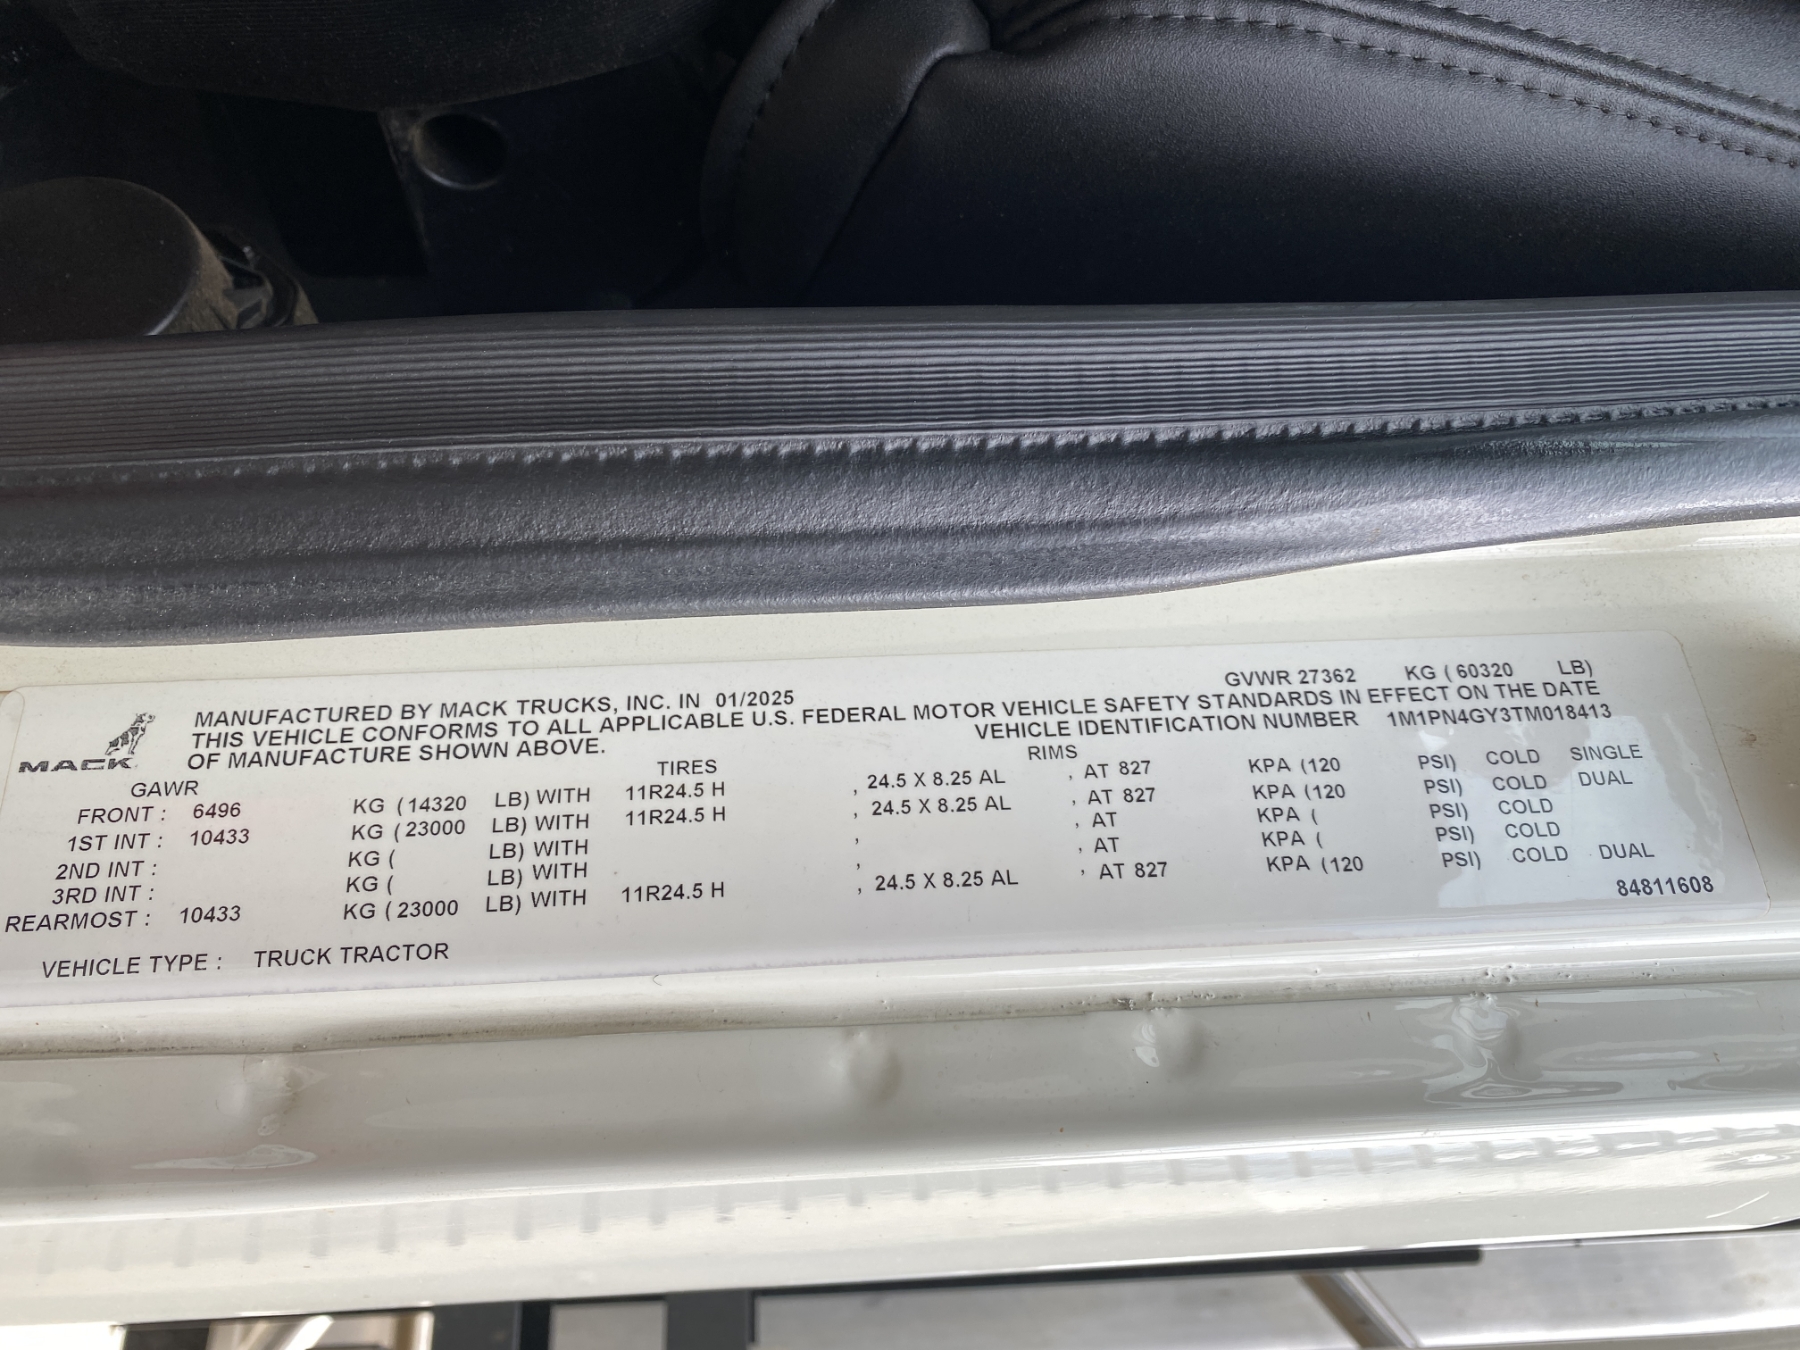 GVWR 27362 KG ( 60320 LB)
MANUFACTURED BY MACK TRUCKS, INC. IN 01/2025
THIS VEHICLE CONFORMS TO ALL APPLICABLE U.S. FEDERAL MOTOR VEHICLE SAFETY STANDARDS IN EFFECT ON THE DATE
OF MANUFACTURE SHOWN ABOVE. VEHICLE IDENTIFICATION NUMBER 1M1PN4GY3TM018413
MACK
GAWR TIRES RIMS
FRONT : 6496 KG ( 14320 LB) WITH 11R24.5 H , 24.5 X 8.25 AL , AT 827 KPA (120 PSI) COLD SINGLE
1ST INT : 10433 KG ( 23000 LB) WITH 11R24.5 H , 24.5 X 8.25 AL , AT 827 KPA (120 PSI) COLD DUAL
2ND INT : KG ( LB) WITH , , AT KPA ( PSI) COLD
3RD INT : KG ( LB) WITH , , AT KPA ( PSI) COLD
REARMOST : 10433 KG ( 23000 LB) WITH 11R24.5 H , 24.5 X 8.25 AL , AT 827 KPA (120 PSI) COLD DUAL
84811608
VEHICLE TYPE : TRUCK TRACTOR